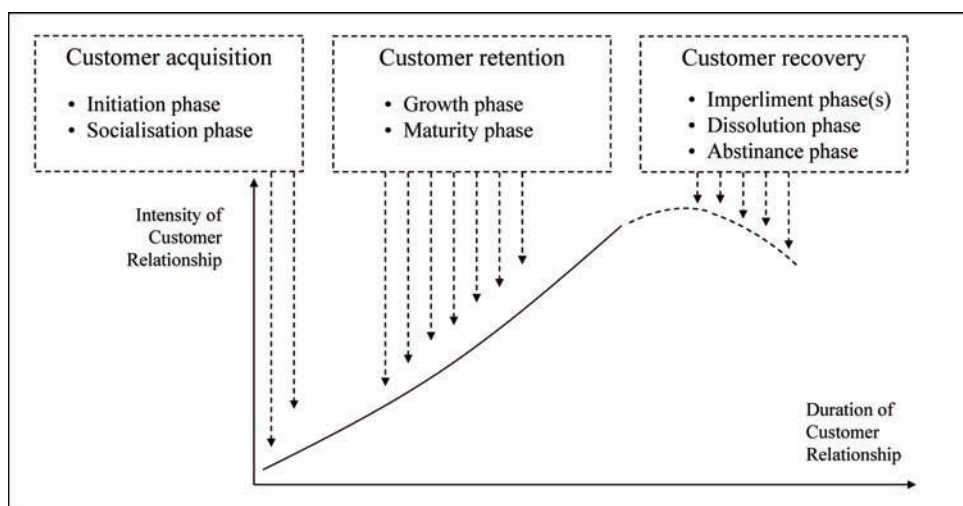 Customer acquisition
• Initiation phase
• Socialisation phase
Customer retention
• Growth phase
• Maturity phase
Customer recovery
• Imperliment phase(s)
• Dissolution phase
• Abstinance phase
Intensity of
Customer
Relationship
Duration of
Customer
Relationship